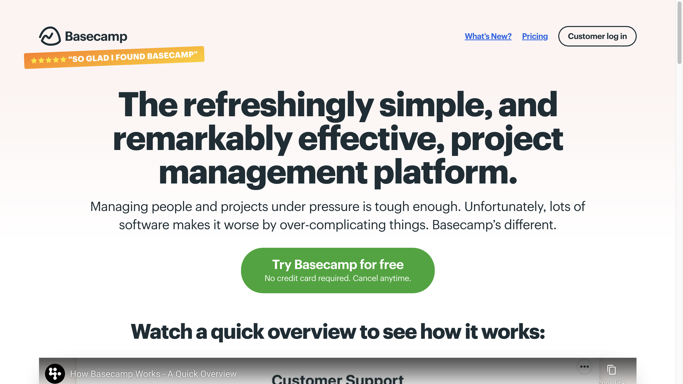 Basecamp
What's New?
Pricing
Customer log in
★★★★★ "SO GLAD I FOUND BASECAMP"
The refreshingly simple, and
remarkably effective, project
management platform.
Managing people and projects under pressure is tough enough. Unfortunately, lots of
software makes it worse by over-complicating things. Basecamp's different.
Try Basecamp for free
No credit card required. Cancel anytime.
Watch a quick overview to see how it works:
How Basecamp Works - A Quick Overview
Customer Support